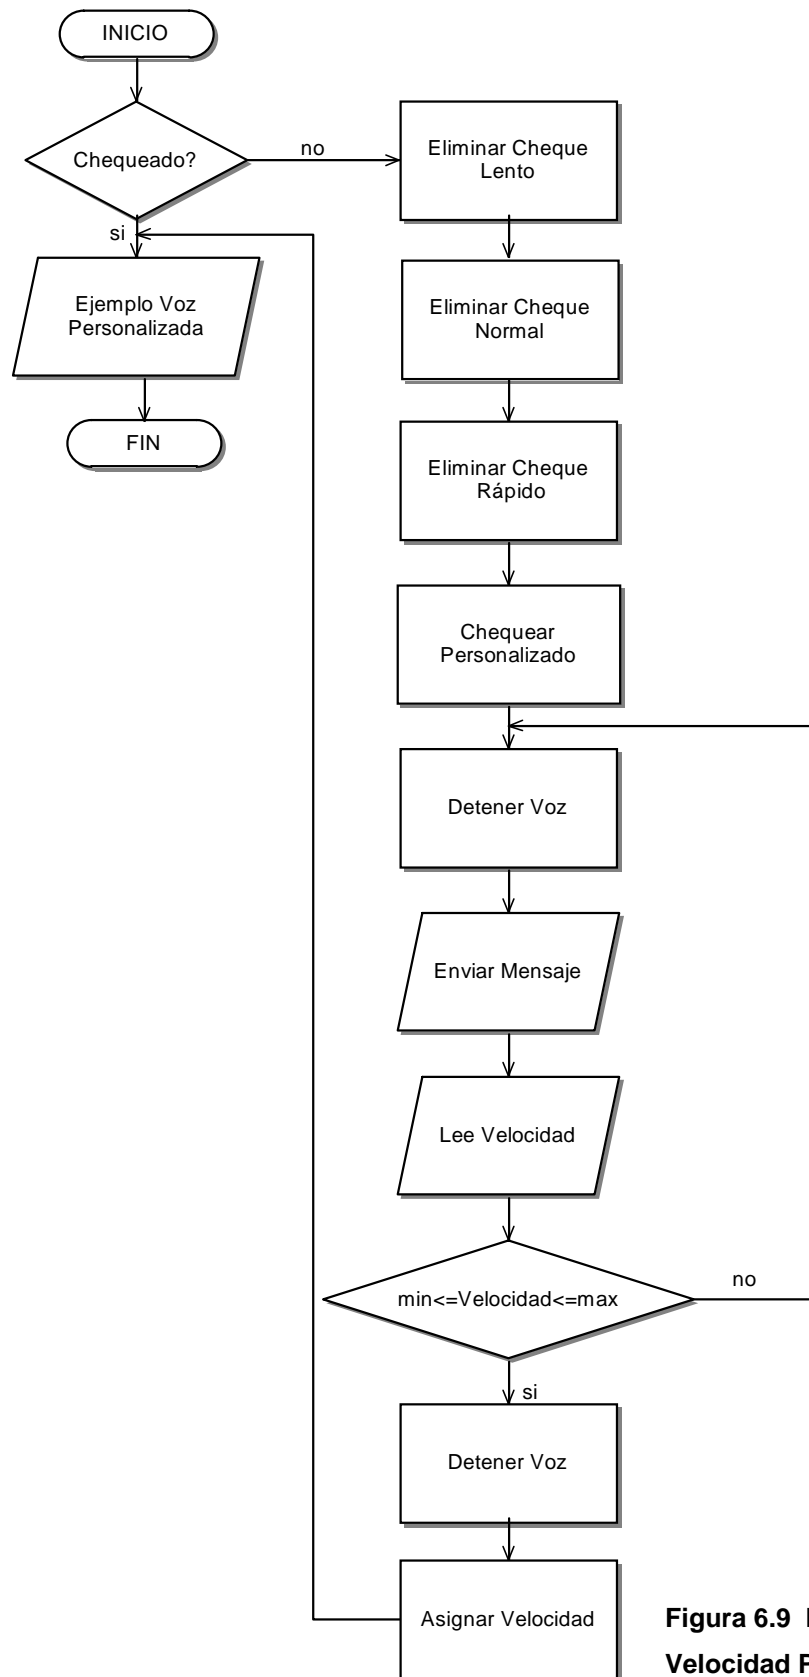 INICIO
Chequeado?
no
si
Ejemplo Voz
Personalizada
FIN
Eliminar Cheque
Lento
Eliminar Cheque
Normal
Eliminar Cheque
Rápido
Chequear
Personalizado
Detener Voz
Enviar Mensaje
Lee Velocidad
min<=Velocidad<=max
no
si
Detener Voz
Asignar Velocidad
Figura 6.9
Velocidad